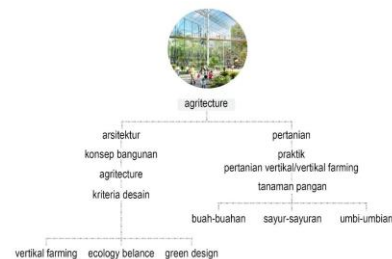 agritecture
arsitektur
konsep bangunan
agritecture
kriteria desain
vertikal farming
ecology belance
green design
pertanian
praktik
pertanian vertikal/vertikal farming
tanaman pangan
buah-buahan
sayur-sayuran
umbi-umbian